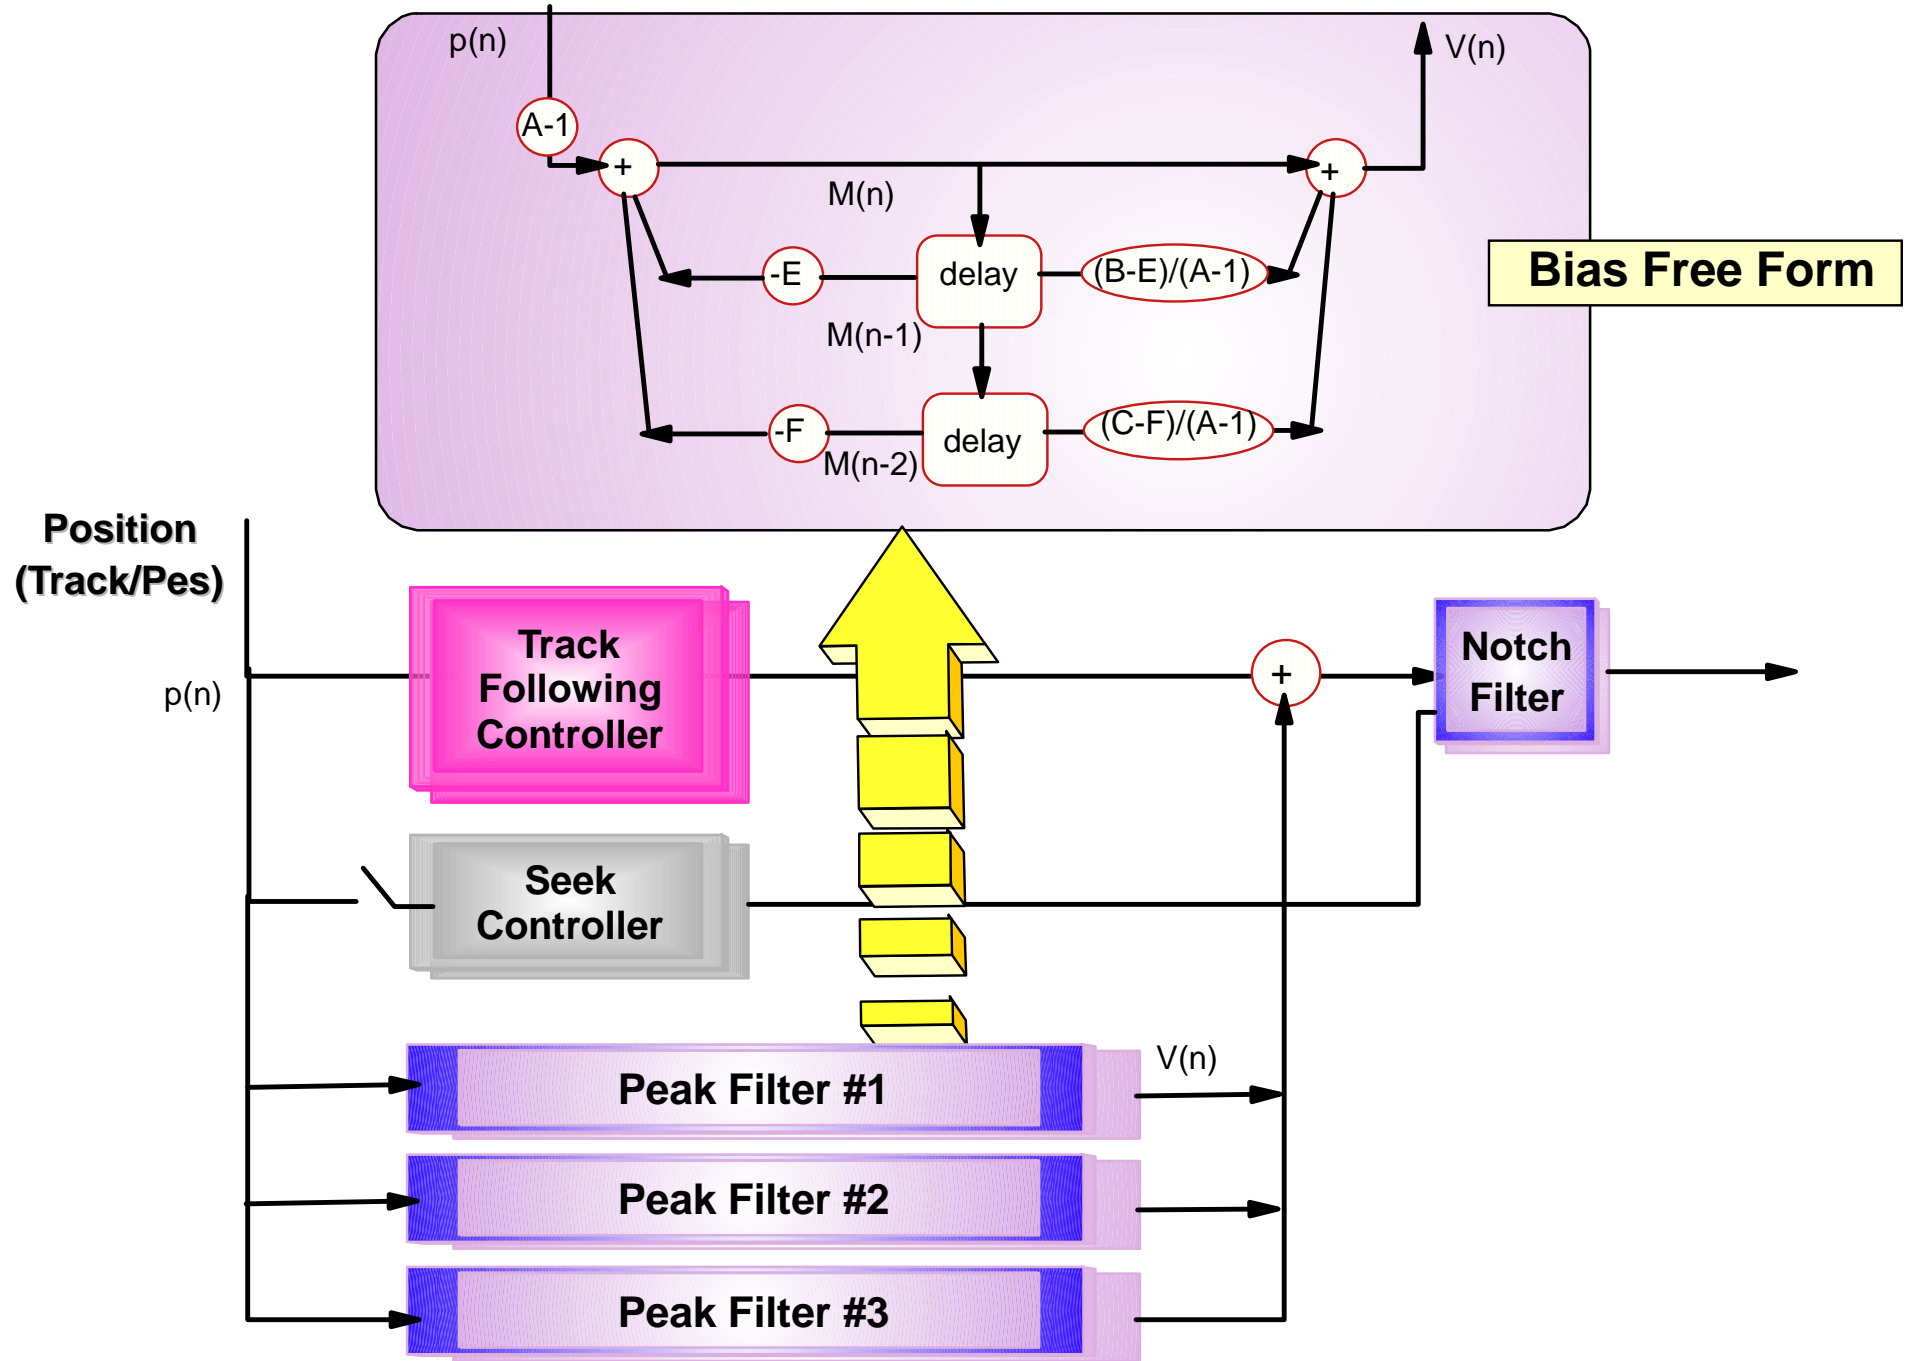 p(n)
V(n)
A-1
+
+
M(n)
-E
delay
(B-E)/(A-1)
Bias Free Form
M(n-1)
-F
delay
(C-F)/(A-1)
M(n-2)
Position
(Track/Pes)
p(n)
Track
Following
Controller
+
Notch
Filter
Seek
Controller
V(n)
Peak Filter #1
Peak Filter #2
Peak Filter #3